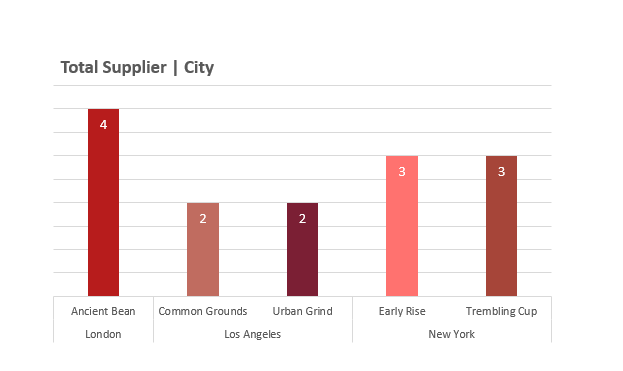 Total Supplier | City
4
2
2
3
3
Ancient Bean
Common Grounds
Urban Grind
Early Rise
Trembling Cup
London
Los Angeles
New York